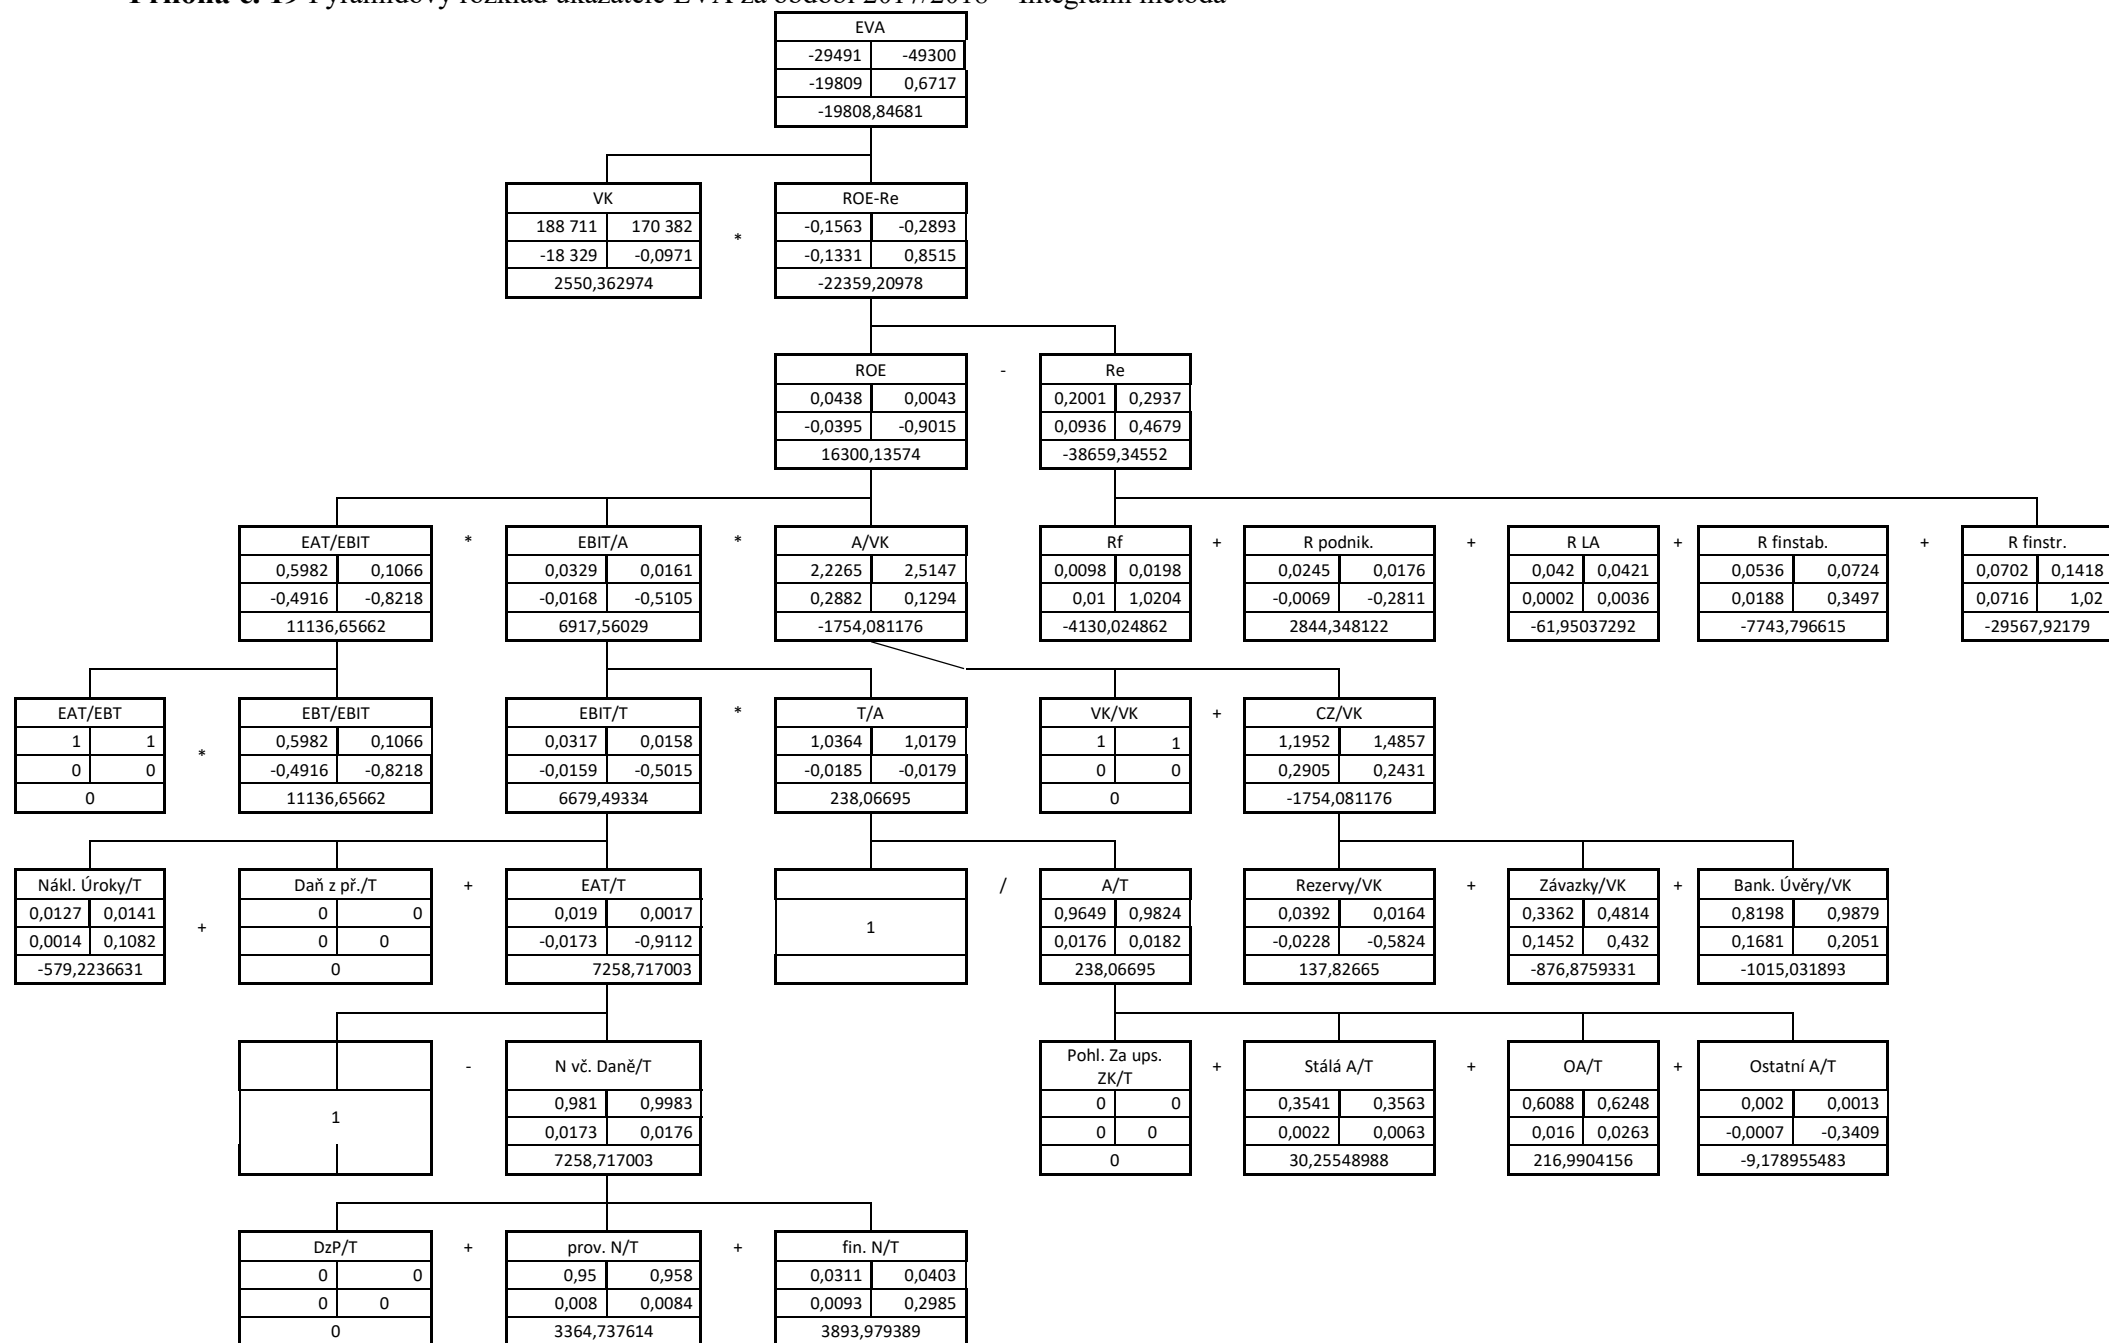 Příloha č. 19 Pyramidový rozklad ukazatele EVA za období 2017/2018 – Integrální metoda
EVA
-29491 -49300
-19809 0,6717
-19808,84681
VK * ROE-Re
188 711 170 382 -0,1563 -0,2893
-18 329 -0,0971 -0,1331 0,8515
2550,362974 -22359,20978
ROE - Re
0,0438 0,0043 0,2001 0,2937
-0,0395 -0,9015 0,0936 0,4679
16300,13574 -38659,34552
EAT/EBIT * EBIT/A * A/VK Rf + R podnik. + R LA + R finstab. + R finstr.
0,5982 0,1066 0,0329 0,0161 2,2265 2,5147 0,0098 0,0198 0,0245 0,0176 0,042 0,0421 0,0536 0,0724 0,0702 0,1418
-0,4916 -0,8218 -0,0168 -0,5105 0,2882 0,1294 0,01 1,0204 -0,0069 -0,2811 0,0002 0,0036 0,0188 0,3497 0,0716 1,02
11136,65662 6917,56029 -1754,081176 -4130,024862 2844,348122 -61,95037292 -7743,796615 -29567,92179
EAT/EBT * EBT/EBIT EBIT/T * T/A VK/VK + CZ/VK
1 1 0,5982 0,1066 0,0317 0,0158 1,0364 1,0179 1 1 1,1952 1,4857
0 0 -0,4916 -0,8218 -0,0159 -0,5015 -0,0185 -0,0179 0 0 0,2905 0,2431
0 11136,65662 6679,49334 238,06695 0 -1754,081176
Nákl. Úroky/T + Daň z př./T + EAT/T / A/T Rezervy/VK + Závazky/VK + Bank. Úvěry/VK
0,0127 0,0141 0 0 0,019 0,0017 1 0,9649 0,9824 0,0392 0,0164 0,3362 0,4814 0,8198 0,9879
0,0014 0,1082 0 0 -0,0173 -0,9112 0,0176 0,0182 -0,0228 -0,5824 0,1452 0,432 0,1681 0,2051
-579,2236631 0 7258,717003 238,06695 137,82665 -876,8759331 -1015,031893
- N vč. Daně/T Pohl. Za ups. + Stálá A/T + OA/T + Ostatní A/T
ZK/T
1 0,981 0,9983 0 0 0,3541 0,3563 0,6088 0,6248 0,002 0,0013
0,0173 0,0176 0 0 0,0022 0,0063 0,016 0,0263 -0,0007 -0,3409
7258,717003 0 30,25548988 216,9904156 -9,178955483
DzP/T + prov. N/T + fin. N/T
0 0 0,95 0,958 0,0311 0,0403
0 0 0,008 0,0084 0,0093 0,2985
0 3364,737614 3893,979389